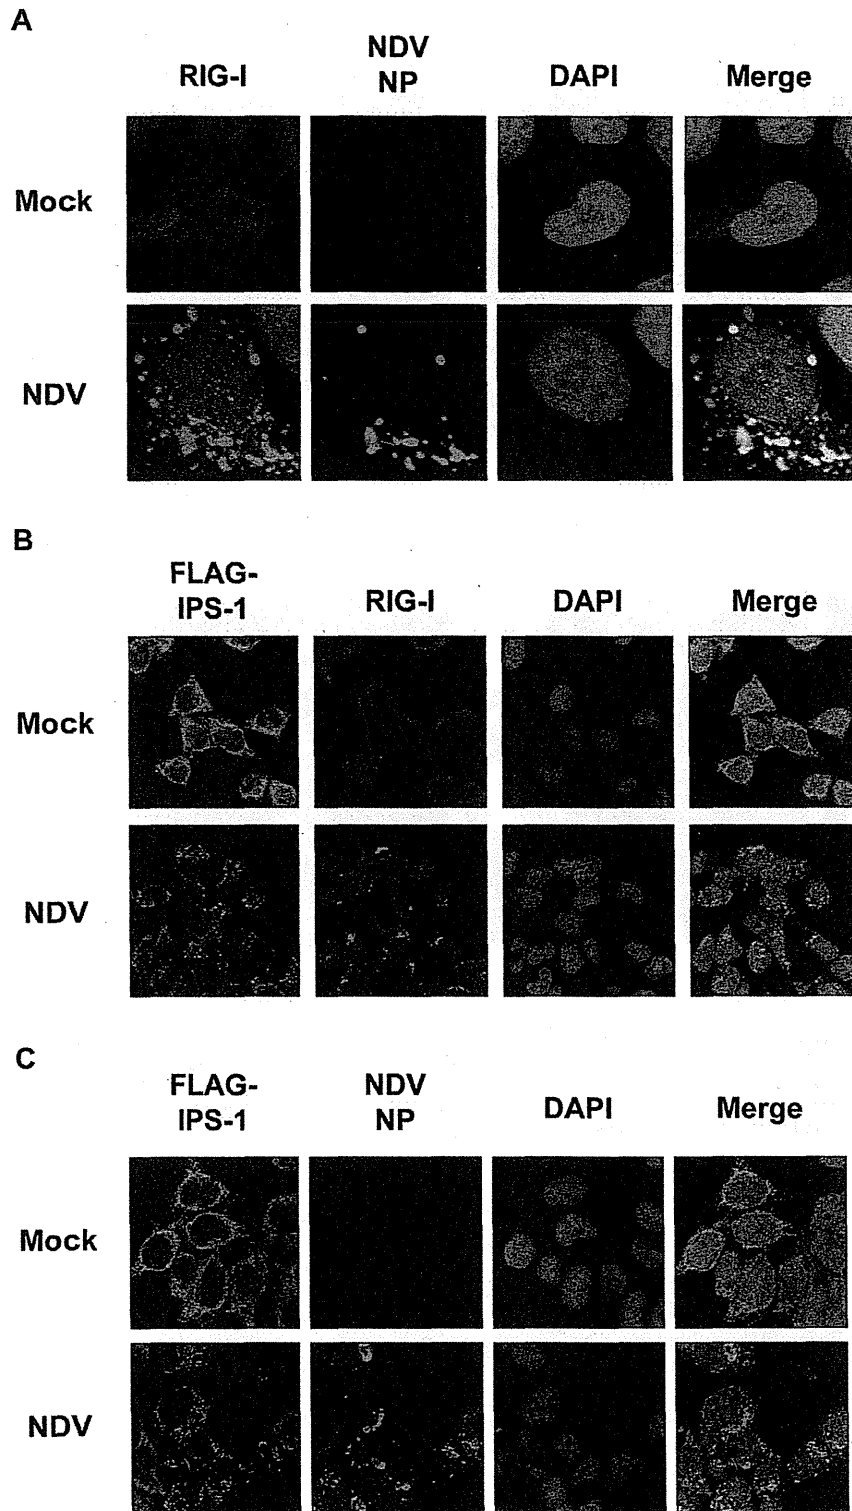 A
RIG-I
NDV
NP
DAPI
Merge
Mock
NDV
B
FLAG-
IPS-1
RIG-I
DAPI
Merge
Mock
NDV
C
FLAG-
IPS-1
NDV
NP
DAPI
Merge
Mock
NDV